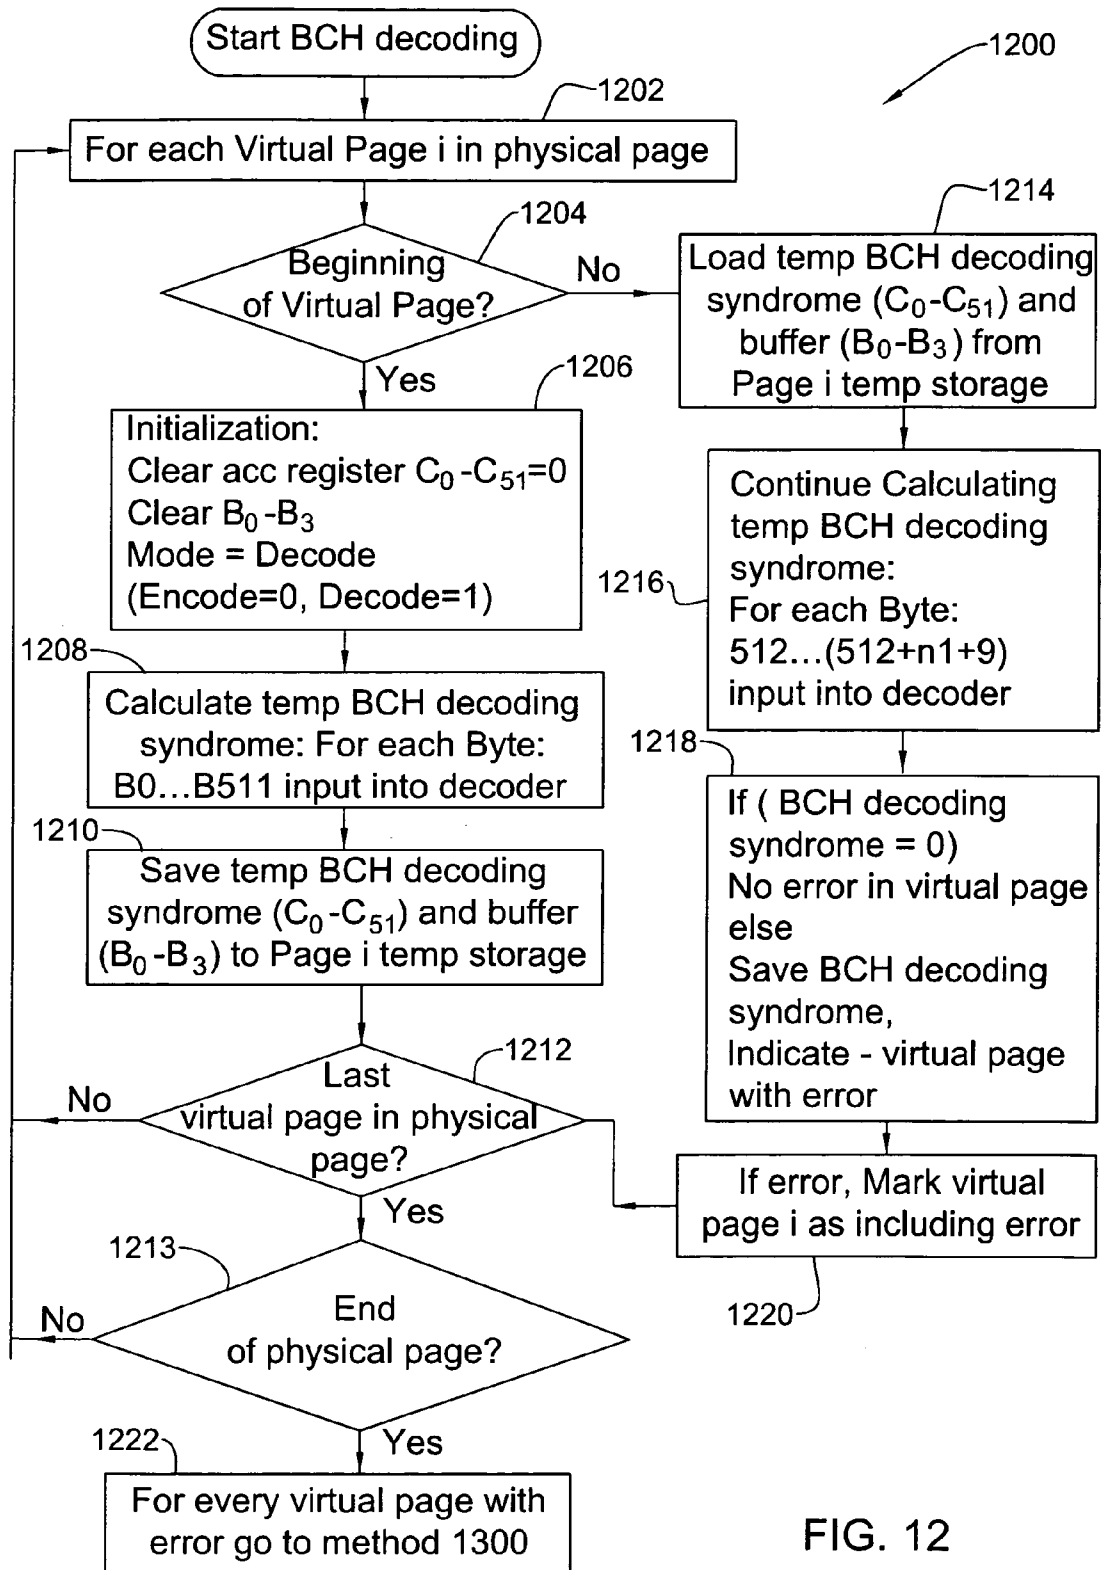 Start BCH decoding
1200
1202
For each Virtual Page i in physical page
1204
Beginning
of Virtual Page?
No
Yes
1214
Load temp BCH decoding
syndrome (C₀-C₅₁) and
buffer (B₀-B₃) from
Page i temp storage
1206
Initialization:
Clear acc register C₀-C₅₁=0
Clear B₀-B₃
Mode = Decode
(Encode=0, Decode=1)
1216
Continue Calculating
temp BCH decoding
syndrome:
For each Byte:
512...(512+n1+9)
input into decoder
1208
Calculate temp BCH decoding
syndrome: For each Byte:
B0...B511 input into decoder
1218
If ( BCH decoding
syndrome = 0)
No error in virtual page
else
Save BCH decoding
syndrome,
Indicate - virtual page
with error
1210
Save temp BCH decoding
syndrome (C₀-C₅₁) and buffer
(B₀-B₃) to Page i temp storage
1212
Last
virtual page in physical
page?
No
Yes
If error, Mark virtual
page i as including error
1220
1213
End
of physical page?
No
Yes
1222
For every virtual page with
error go to method 1300
FIG. 12